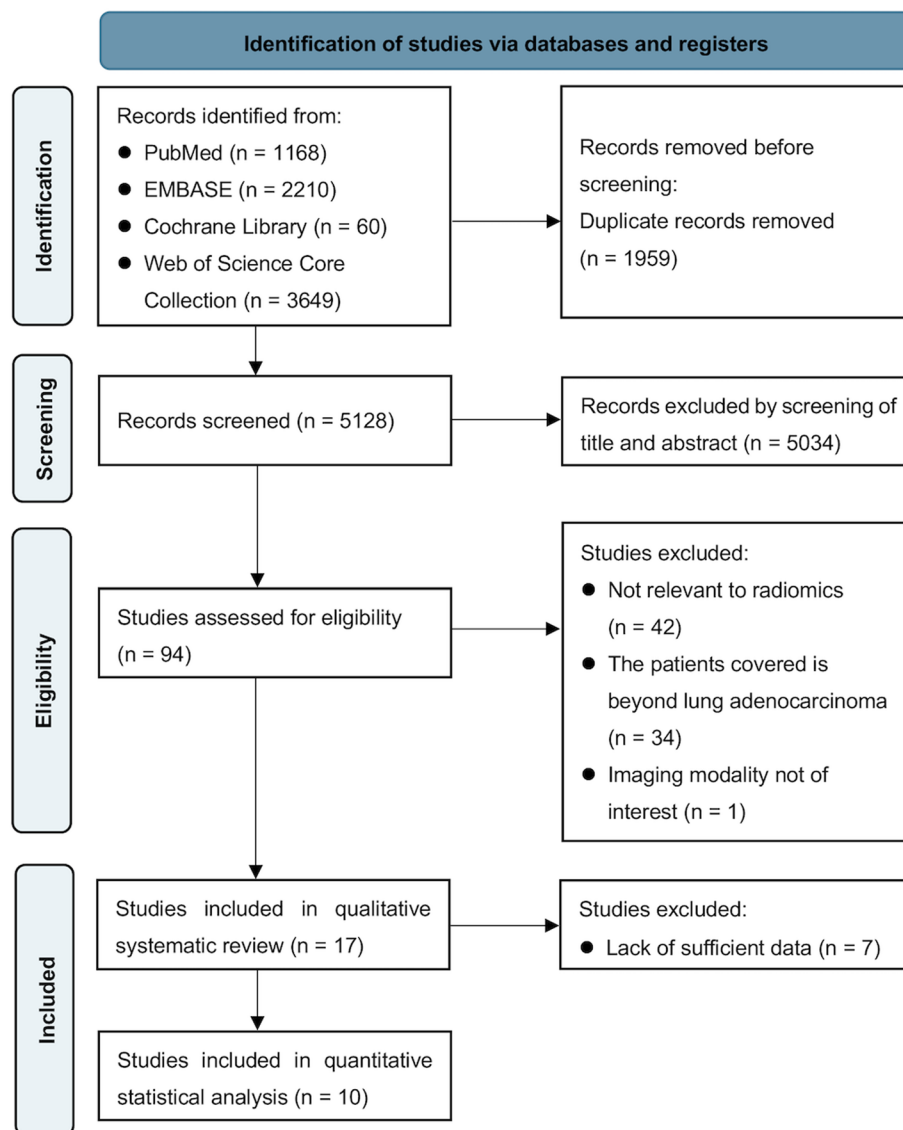 Identification of studies via databases and registers
Identification
Records identified from:
● PubMed (n = 1168)
● EMBASE (n = 2210)
● Cochrane Library (n = 60)
● Web of Science Core
Collection (n = 3649)
Records removed before
screening:
Duplicate records removed
(n = 1959)
Screening
Records screened (n = 5128)
Records excluded by screening of
title and abstract (n = 5034)
Eligibility
Studies assessed for eligibility
(n = 94)
Studies excluded:
● Not relevant to radiomics
(n = 42)
● The patients covered is
beyond lung adenocarcinoma
(n = 34)
● Imaging modality not of
interest (n = 1)
Included
Studies included in qualitative
systematic review (n = 17)
Studies excluded:
● Lack of sufficient data (n = 7)
Studies included in quantitative
statistical analysis (n = 10)